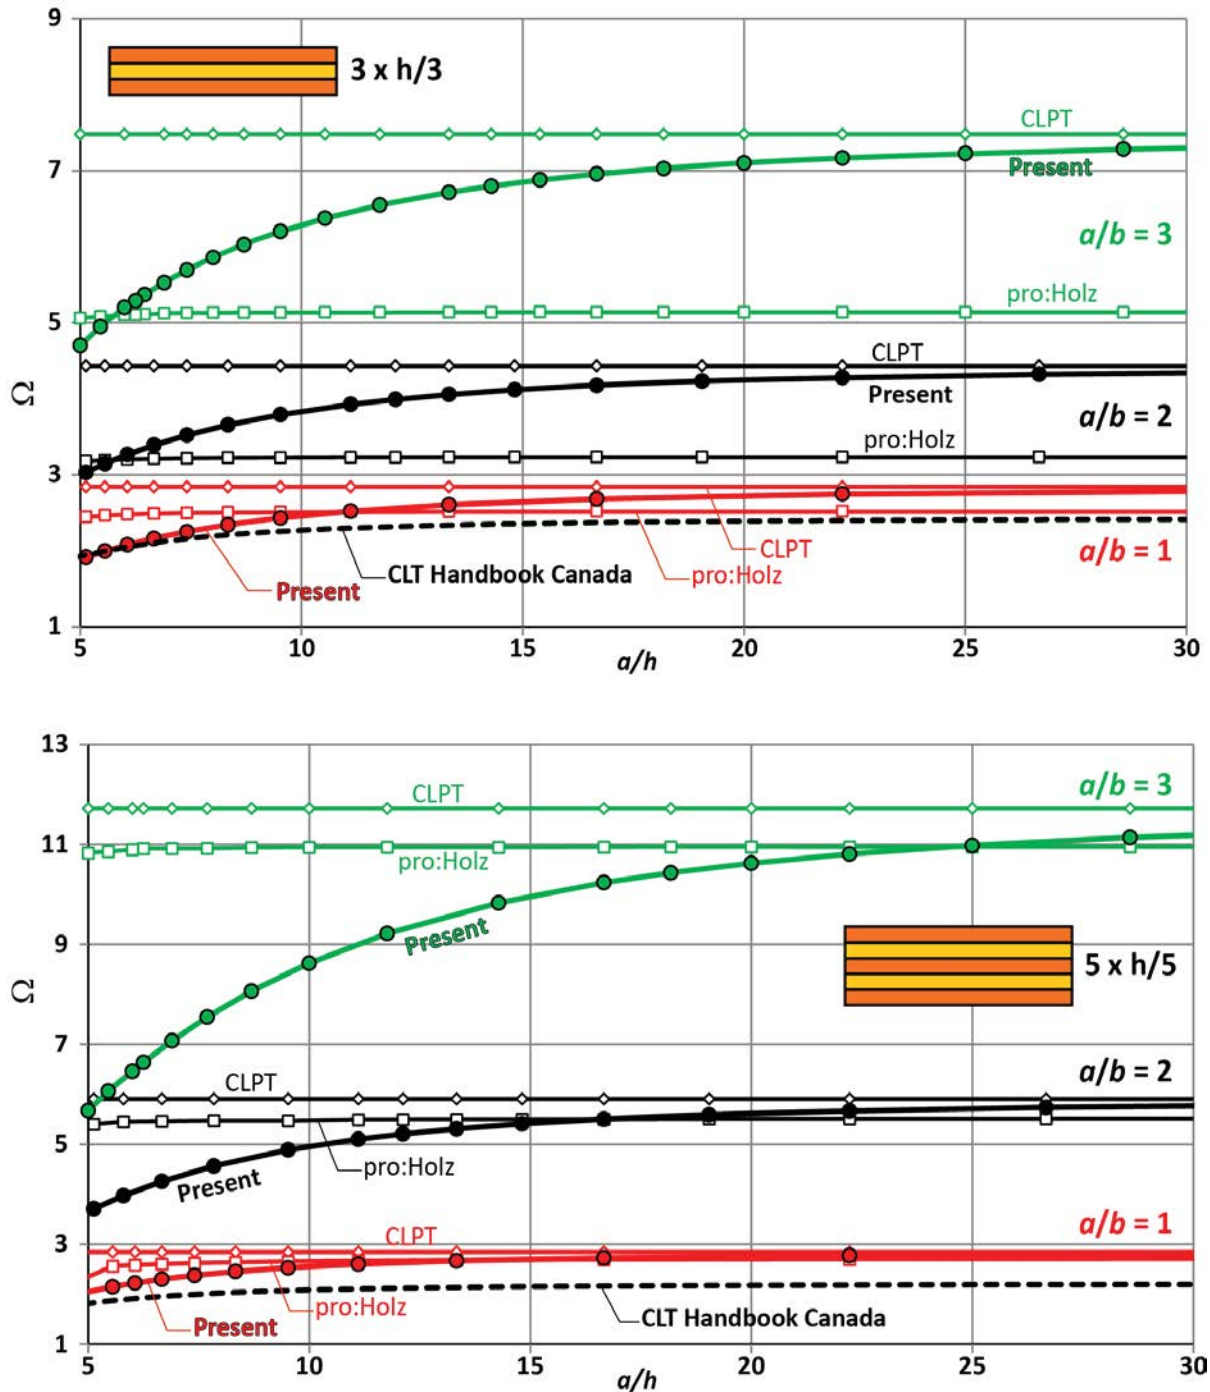 9
3 x h/3
CLPT
7
Present
a/b = 3
pro:Holz
5
CLPT
Ω
Present
a/b = 2
pro:Holz
3
CLPT
a/b = 1
CLT Handbook Canada
pro:Holz
Present
1
5 10 15 20 25 30
a/h
13
a/b = 3
CLPT
11
pro:Holz
Present
9
5 x h/5
Ω
7
a/b = 2
CLPT
5
pro:Holz
Present
a/b = 1
3
CLPT
pro:Holz
CLT Handbook Canada
Present
1
5 10 15 20 25 30
a/h